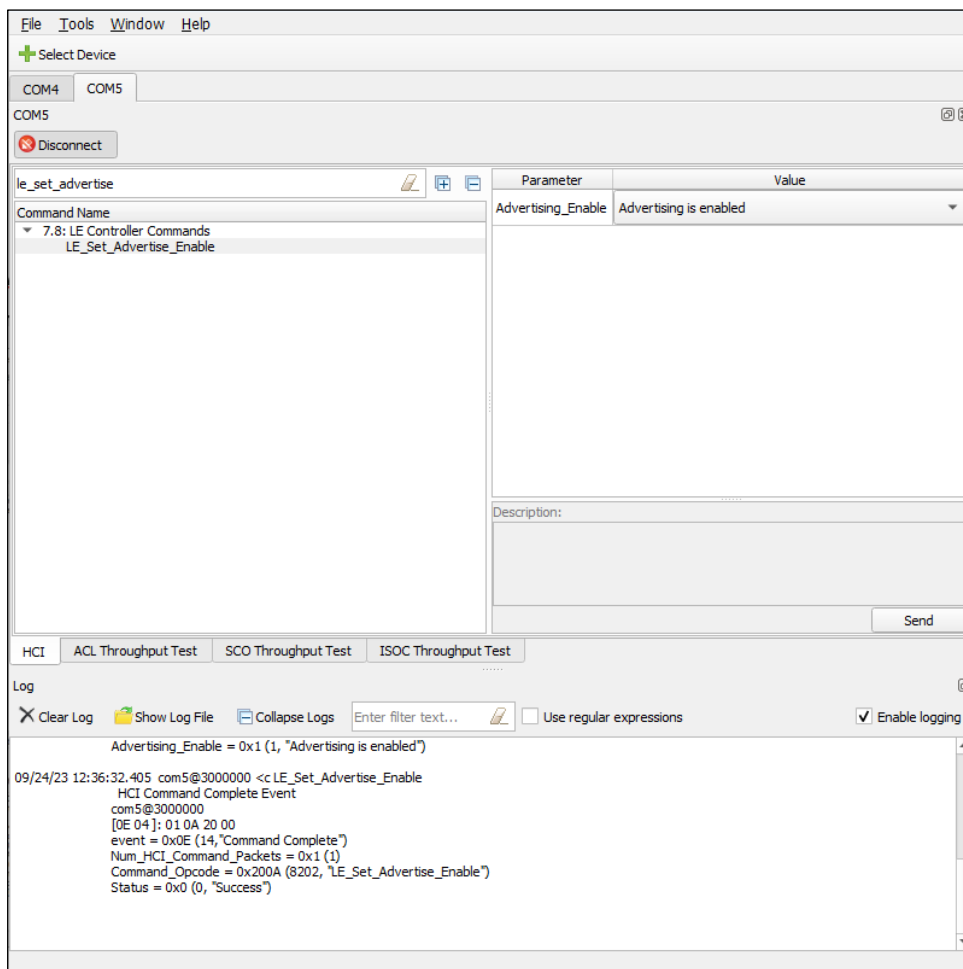 File Tools Window Help
Select Device
COM4 COM5
COM5
Disconnect
le_set_advertise
Command Name
7.8: LE Controller Commands
LE_Set_Advertise_Enable
Parameter Value
Advertising_Enable Advertising is enabled
Description:
Send
HCI ACL Throughput Test SCO Throughput Test ISOC Throughput Test
Log
Clear Log Show Log File Collapse Logs Enter filter text... Use regular expressions Enable logging
Advertising_Enable = 0x1 (1, "Advertising is enabled")
09/24/23 12:36:32.405 com5@3000000 <c LE_Set_Advertise_Enable
HCI Command Complete Event
com5@3000000
[0E 04]: 01 0A 20 00
event = 0x0E (14,"Command Complete")
Num_HCI_Command_Packets = 0x1 (1)
Command_Opcode = 0x200A (8202, "LE_Set_Advertise_Enable")
Status = 0x0 (0, "Success")